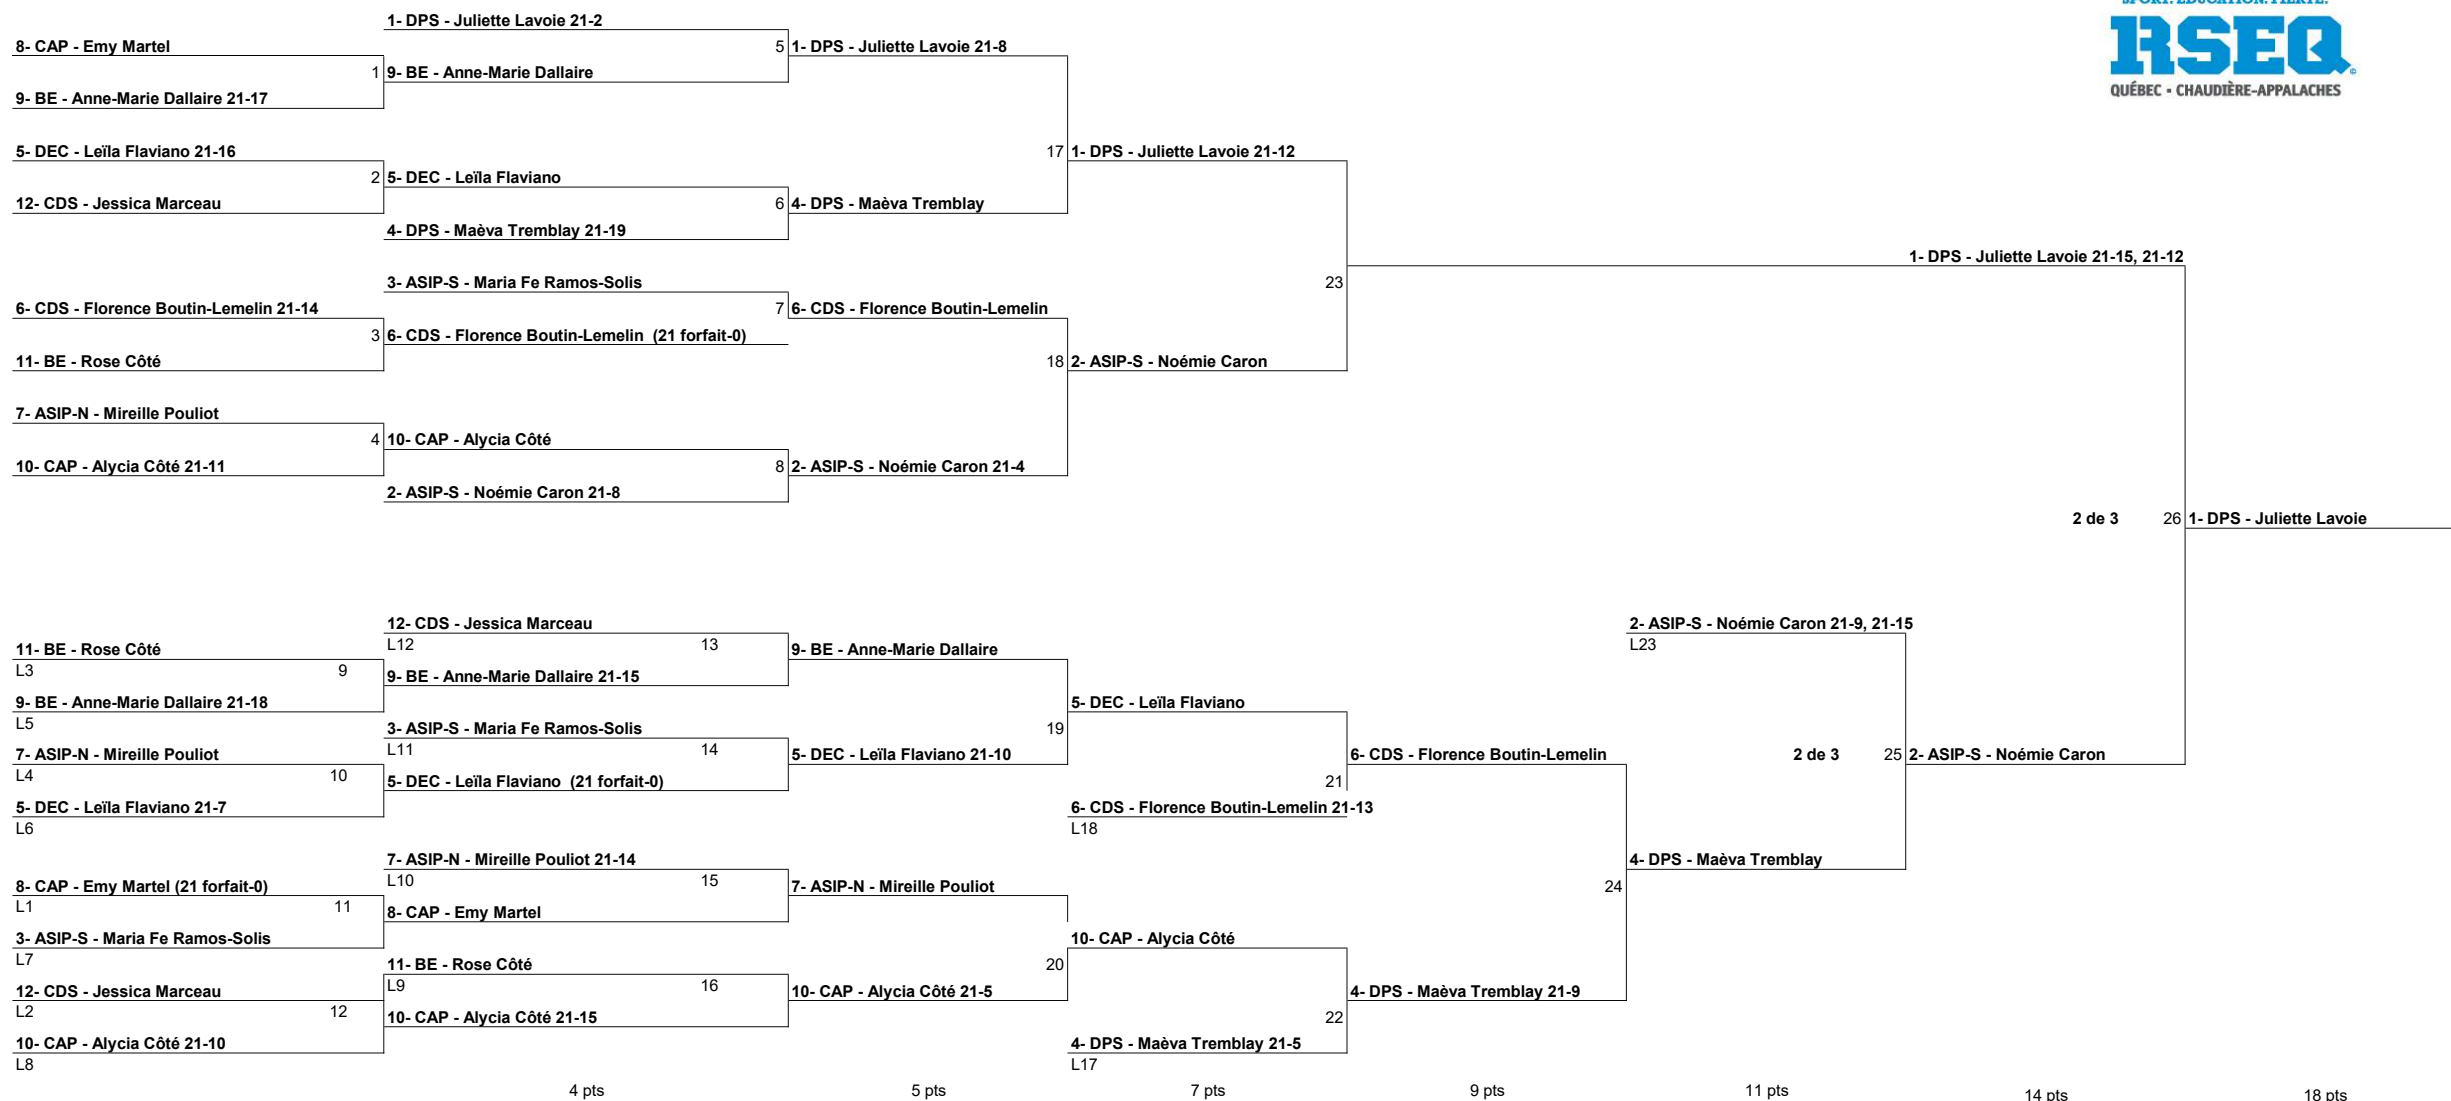 SPORT. ÉDUCATION. FIERTÉ.
RSEQ
QUÉBEC - CHAUDIÈRE-APPALACHES
1- DPS - Juliette Lavoie 21-2
8- CAP - Emy Martel
5 1- DPS - Juliette Lavoie 21-8
1 9- BE - Anne-Marie Dallaire
9- BE - Anne-Marie Dallaire 21-17
5- DEC - Leïla Flaviano 21-16
17 1- DPS - Juliette Lavoie 21-12
2 5- DEC - Leïla Flaviano
12- CDS - Jessica Marceau
6 4- DPS - Maèva Tremblay
4- DPS - Maèva Tremblay 21-19
1- DPS - Juliette Lavoie 21-15, 21-12
3- ASIP-S - Maria Fe Ramos-Solis
23
6- CDS - Florence Boutin-Lemelin 21-14
7 6- CDS - Florence Boutin-Lemelin
3 6- CDS - Florence Boutin-Lemelin (21 forfait-0)
11- BE - Rose Côté
18 2- ASIP-S - Noémie Caron
7- ASIP-N - Mireille Pouliot
4 10- CAP - Alycia Côté
10- CAP - Alycia Côté 21-11
8 2- ASIP-S - Noémie Caron 21-4
2- ASIP-S - Noémie Caron 21-8
2 de 3 26 1- DPS - Juliette Lavoie
12- CDS - Jessica Marceau
2- ASIP-S - Noémie Caron 21-9, 21-15
L12 13
L23
11- BE - Rose Côté
9- BE - Anne-Marie Dallaire
L3 9
9- BE - Anne-Marie Dallaire 21-15
9- BE - Anne-Marie Dallaire 21-18
5- DEC - Leïla Flaviano
L5
3- ASIP-S - Maria Fe Ramos-Solis
19
L11 14
7- ASIP-N - Mireille Pouliot
5- DEC - Leïla Flaviano 21-10
6- CDS - Florence Boutin-Lemelin
2 de 3 25 2- ASIP-S - Noémie Caron
L4 10
5- DEC - Leïla Flaviano (21 forfait-0)
21
5- DEC - Leïla Flaviano 21-7
6- CDS - Florence Boutin-Lemelin 21-13
L6
L18
7- ASIP-N - Mireille Pouliot 21-14
4- DPS - Maèva Tremblay
L10 15
8- CAP - Emy Martel (21 forfait-0)
7- ASIP-N - Mireille Pouliot
24
L1 11
8- CAP - Emy Martel
3- ASIP-S - Maria Fe Ramos-Solis
10- CAP - Alycia Côté
L7
11- BE - Rose Côté
20
L9 16
12- CDS - Jessica Marceau
10- CAP - Alycia Côté 21-5
4- DPS - Maèva Tremblay 21-9
L2 12
10- CAP - Alycia Côté 21-15
22
10- CAP - Alycia Côté 21-10
4- DPS - Maèva Tremblay 21-5
L8
L17
4 pts 5 pts 7 pts 9 pts 11 pts 14 pts 18 pts